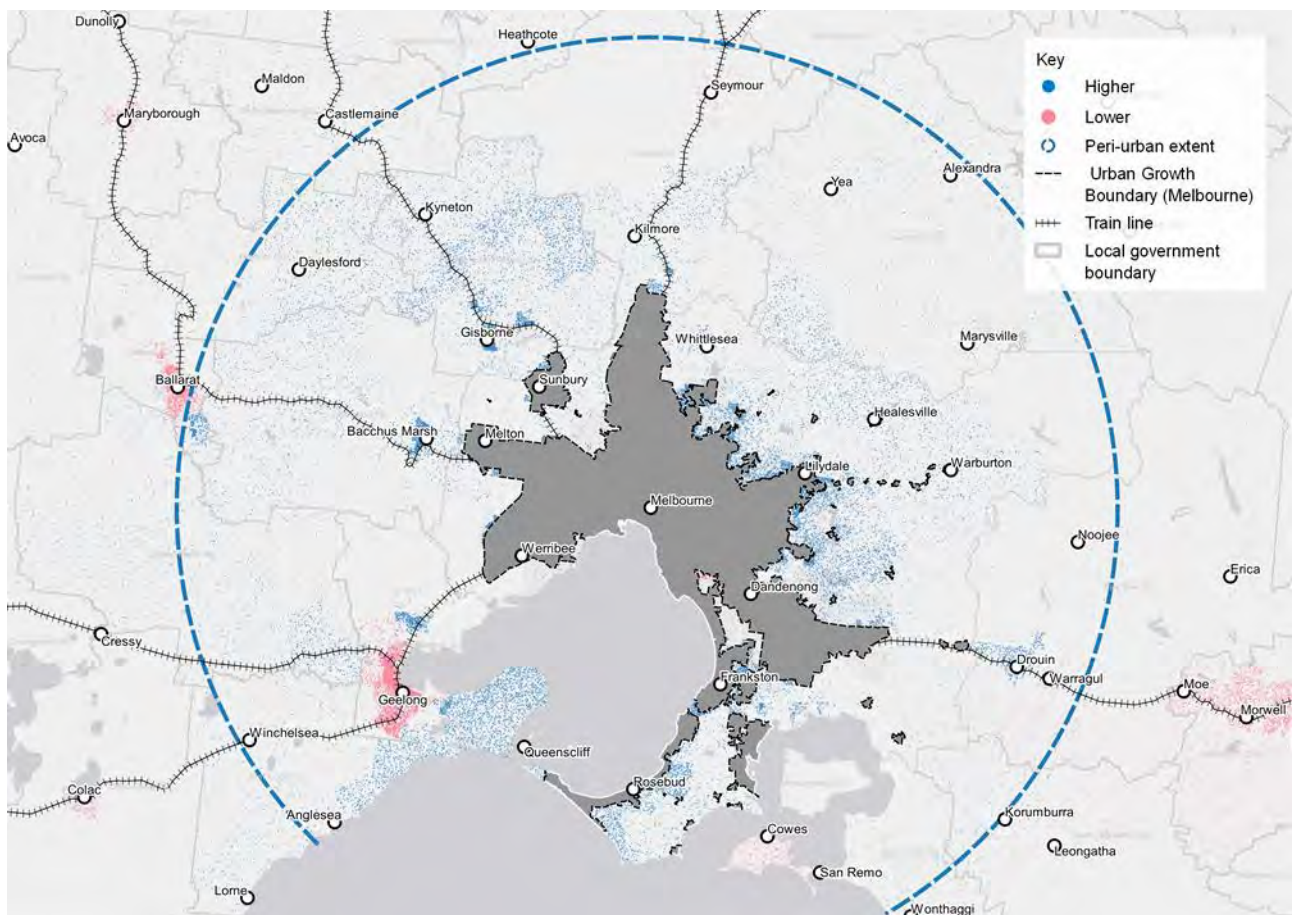 Dunolly
Heathcote
Maldon
Seymour
Maryborough
Castlemaine
Avoca
Alexandra
Yea
Kyneton
Kilmore
Daylesford
Gisborne
Whittlesea
Marysville
Ballarat
Sunbury
Healesville
Bacchus Marsh
Melton
Lilydale
Warburton
Melbourne
Noojee
Werribee
Erica
Dandenong
Cressy
Drouin
Geelong
Frankston
Warragul
Moe
Morwell
Winchelsea
Queenscliff
Rosebud
Colac
Anglesea
Korumburra
Cowes
Leongatha
San Remo
Lorne
Wonthaggi
Key
Higher
Lower
Peri-urban extent
Urban Growth
Boundary (Melbourne)
Train line
Local government
boundary